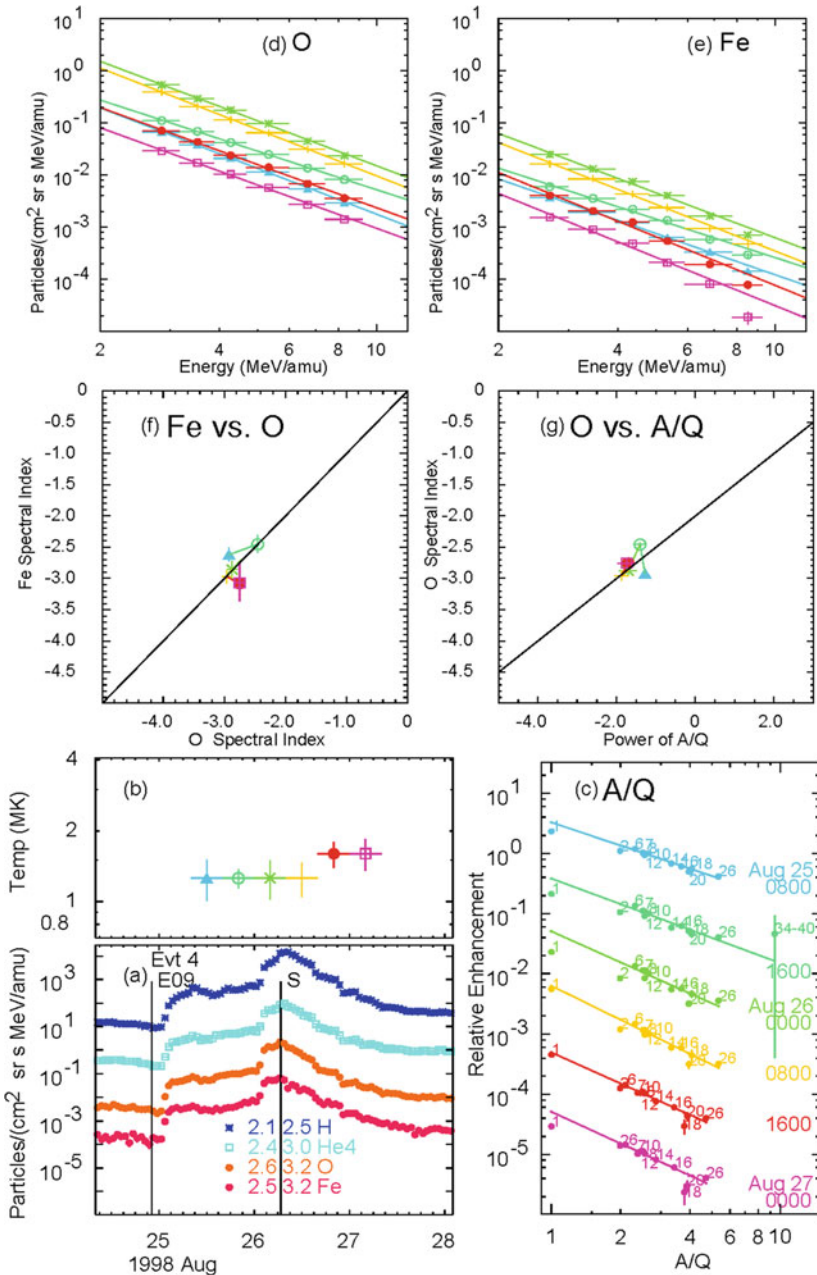 (d) O
(e) Fe
10^1
10^0
10^-1
10^-2
10^-3
10^-4
Particles/(cm^2 sr s MeV/amu)
2 4 6 8 10
Energy (MeV/amu)
10^1
10^0
10^-1
10^-2
10^-3
10^-4
Particles/(cm^2 sr s MeV/amu)
2 4 6 8 10
Energy (MeV/amu)
(f) Fe vs. O
0
-0.5
-1.0
-1.5
-2.0
-2.5
-3.0
-3.5
-4.0
-4.5
Fe Spectral Index
-4.0 -3.0 -2.0 -1.0 0
O Spectral Index
(g) O vs. A/Q
0
-0.5
-1.0
-1.5
-2.0
-2.5
-3.0
-3.5
-4.0
-4.5
O Spectral Index
-4.0 -2.0 0 2.0
Power of A/Q
(b)
4
2
1
0.8
Temp (MK)
(a)
Evt 4
E09
S
10^3
10^1
10^-1
10^-3
10^-5
Particles/(cm^2 sr s MeV/amu)
2.1 2.5 H
2.4 3.0 He4
2.6 3.2 O
2.5 3.2 Fe
25 26 27 28
1998 Aug
(c) A/Q
10^1
10^0
10^-1
10^-2
10^-3
10^-4
10^-5
Relative Enhancement
Aug 25
0800
34-40
1600
Aug 26
0000
0800
1600
Aug 27
0000
1 2 4 6 8 10
A/Q